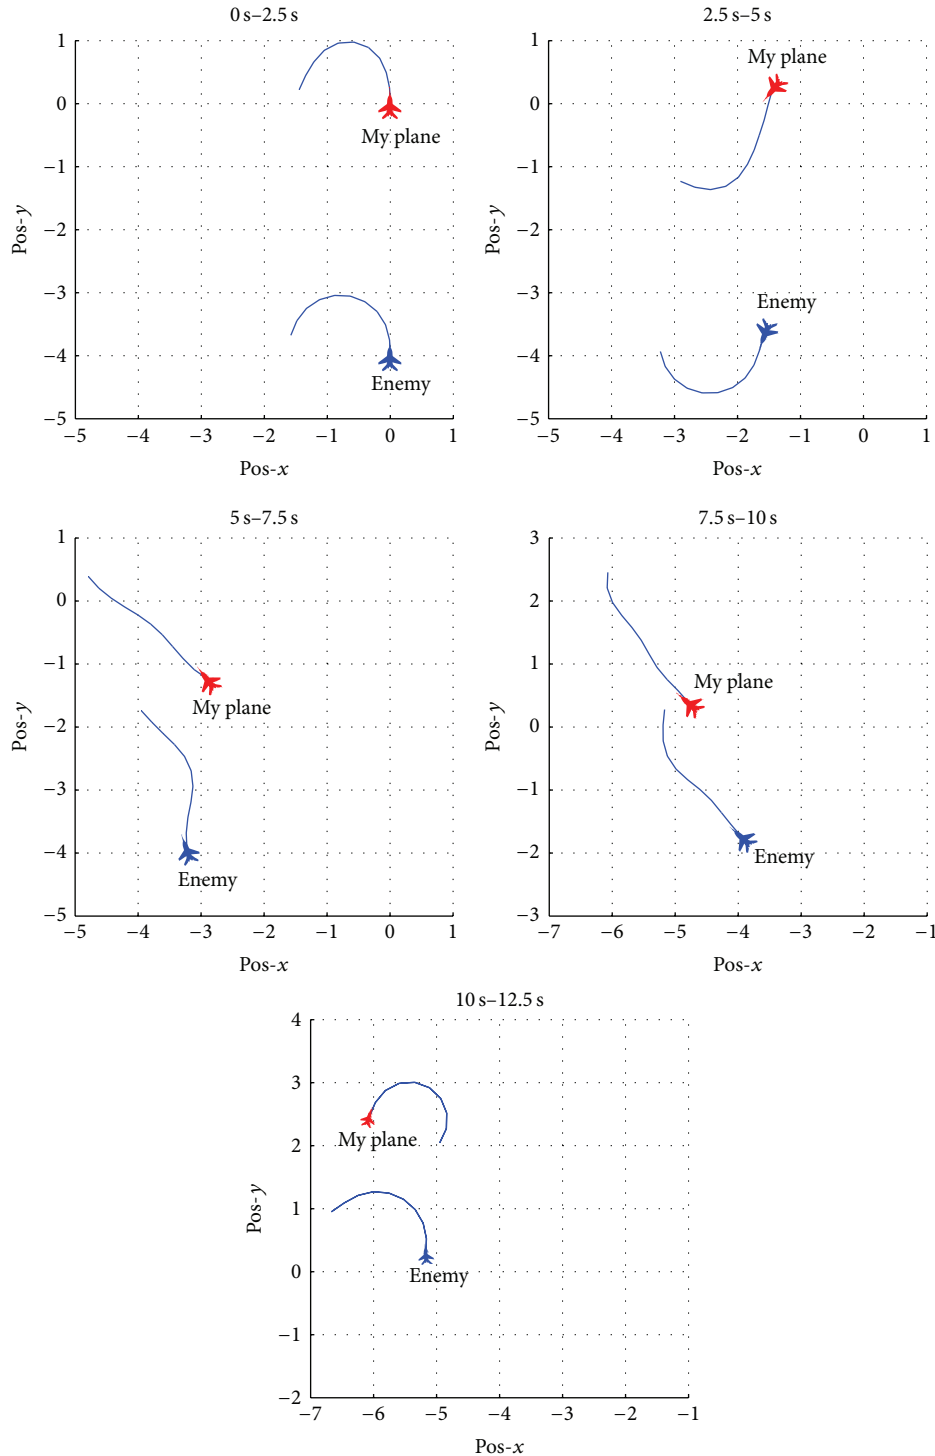 0 s–2.5 s
1
0
−1
−2
−3
−4
−5
Pos-y
My plane
Enemy
−5 −4 −3 −2 −1 0 1
Pos-x
2.5 s–5 s
1
0
−1
−2
−3
−4
−5
Pos-y
My plane
Enemy
−5 −4 −3 −2 −1 0 1
Pos-x
5 s–7.5 s
1
0
−1
−2
−3
−4
−5
Pos-y
My plane
Enemy
−5 −4 −3 −2 −1 0 1
Pos-x
7.5 s–10 s
3
2
1
0
−1
−2
−3
Pos-y
My plane
Enemy
−7 −6 −5 −4 −3 −2 −1
Pos-x
10 s–12.5 s
4
3
2
1
0
−1
−2
Pos-y
My plane
Enemy
−7 −6 −5 −4 −3 −2 −1
Pos-x